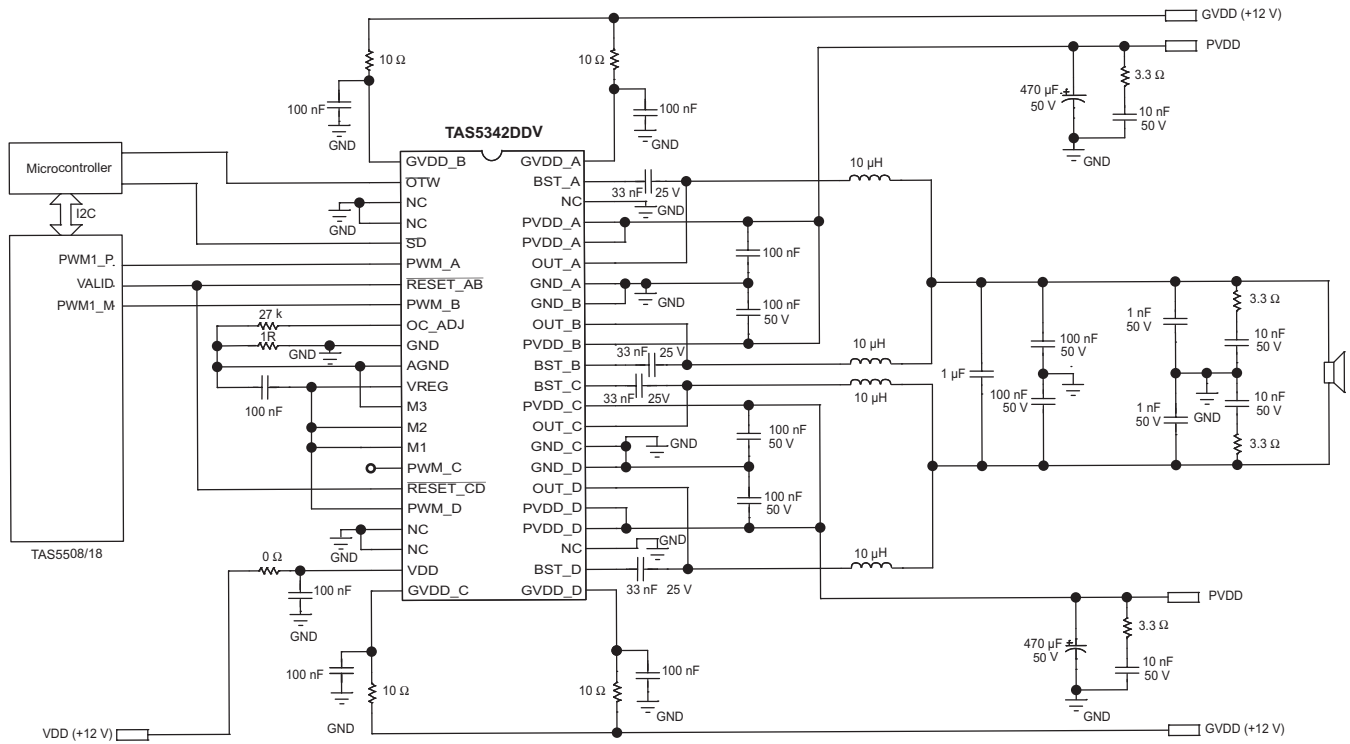 GVDD (+12 V)
PVDD
10 Ω
10 Ω
3.3 Ω
470 µF
50 V
10 nF
50 V
100 nF
100 nF
GND
GND
GND
TAS5342DDV
Microcontroller
I2C
PWM1_P
VALID
PWM1_M
TAS5508/18
GVDD_B
OTW
NC
NC
SD
PWM_A
RESET_AB
PWM_B
OC_ADJ
GND
AGND
VREG
M3
M2
M1
PWM_C
RESET_CD
PWM_D
NC
NC
VDD
GVDD_C
GVDD_A
BST_A
NC
PVDD_A
PVDD_A
OUT_A
GND_A
GND_B
OUT_B
PVDD_B
BST_B
BST_C
PVDD_C
OUT_C
GND_C
GND_D
OUT_D
PVDD_D
PVDD_D
NC
BST_D
GVDD_D
GND
27 k
1R
GND
100 nF
GND
0 Ω
100 nF
GND
33 nF 25 V
GND
100 nF
50 V
GND
100 nF
50 V
33 nF 25 V
33 nF 25V
100 nF
50 V
GND
100 nF
50 V
GND
33 nF 25 V
10 µH
10 µH
10 µH
10 µH
1 µF
100 nF
50 V
100 nF
50 V
1 nF
50 V
1 nF
50 V
GND
3.3 Ω
10 nF
50 V
10 nF
50 V
3.3 Ω
PVDD
3.3 Ω
470 µF
50 V
10 nF
50 V
GND
100 nF
10 Ω
GND
10 Ω
100 nF
GND
VDD (+12 V)
GVDD (+12 V)